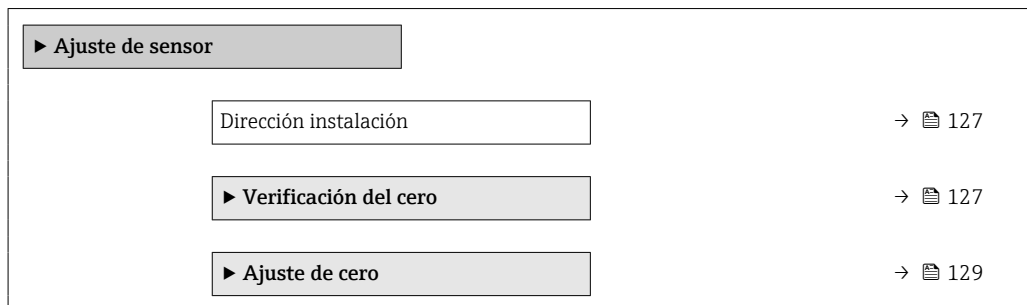 ▶ Ajuste de sensor
Dirección instalación → 127
▶ Verificación del cero → 127
▶ Ajuste de cero → 129